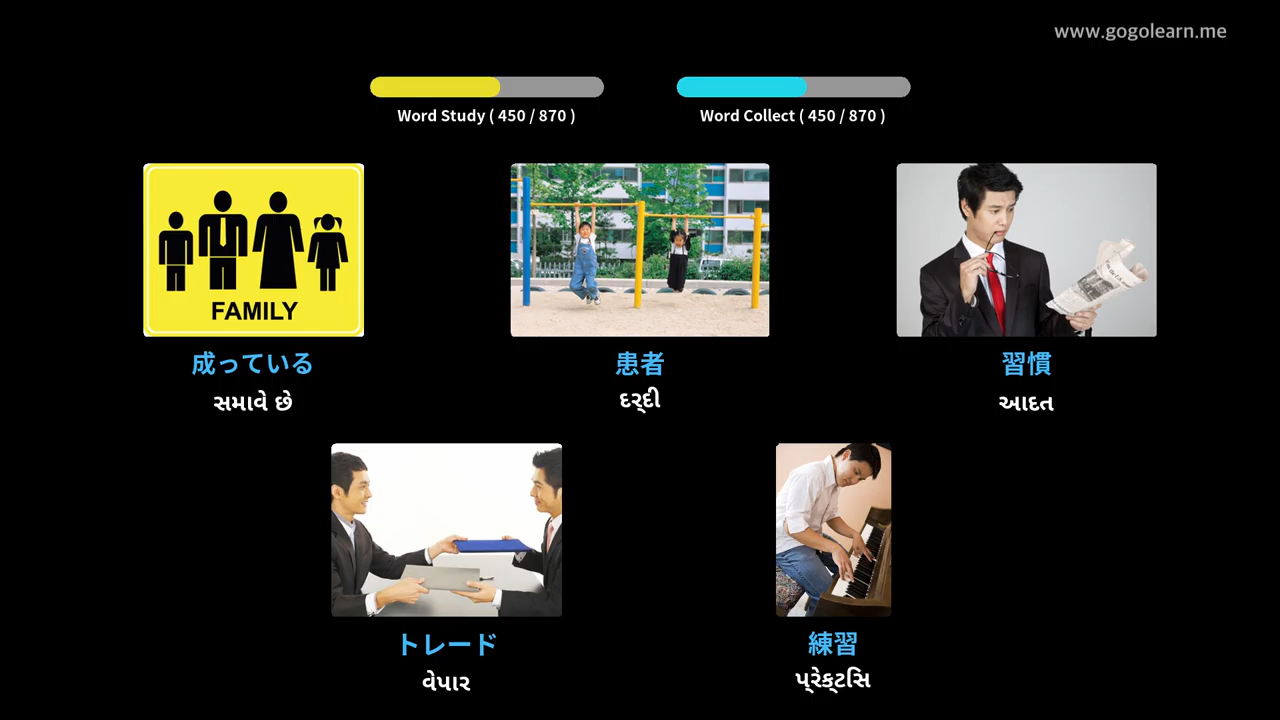 www.gogolearn.me
Word Study ( 450 / 870 )
Word Collect ( 450 / 870 )
FAMILY
成っている
સમાવે છે
患者
દર્દી
習慣
આદત
トレード
વેપાર
練習
પ્રેક્ટિસ